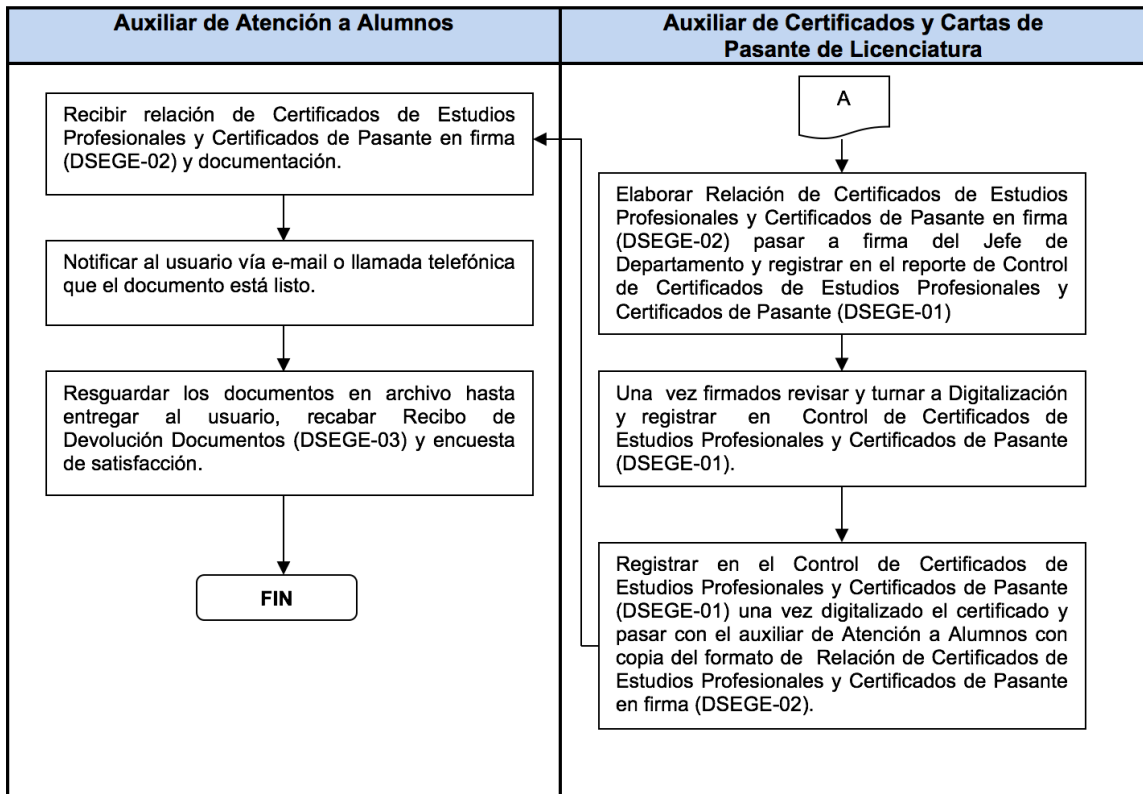 Auxiliar de Atención a Alumnos
Auxiliar de Certificados y Cartas de
Pasante de Licenciatura
Recibir relación de Certificados de Estudios
Profesionales y Certificados de Pasante en firma
(DSEGE-02) y documentación.
Notificar al usuario vía e-mail o llamada telefónica
que el documento está listo.
Resguardar los documentos en archivo hasta
entregar al usuario, recabar Recibo de
Devolución Documentos (DSEGE-03) y encuesta
de satisfacción.
FIN
A
Elaborar Relación de Certificados de Estudios
Profesionales y Certificados de Pasante en firma
(DSEGE-02) pasar a firma del Jefe de
Departamento y registrar en el reporte de Control
de Certificados de Estudios Profesionales y
Certificados de Pasante (DSEGE-01)
Una vez firmados revisar y turnar a Digitalización
y registrar en Control de Certificados de
Estudios Profesionales y Certificados de Pasante
(DSEGE-01).
Registrar en el Control de Certificados de
Estudios Profesionales y Certificados de Pasante
(DSEGE-01) una vez digitalizado el certificado y
pasar con el auxiliar de Atención a Alumnos con
copia del formato de Relación de Certificados de
Estudios Profesionales y Certificados de Pasante
en firma (DSEGE-02).